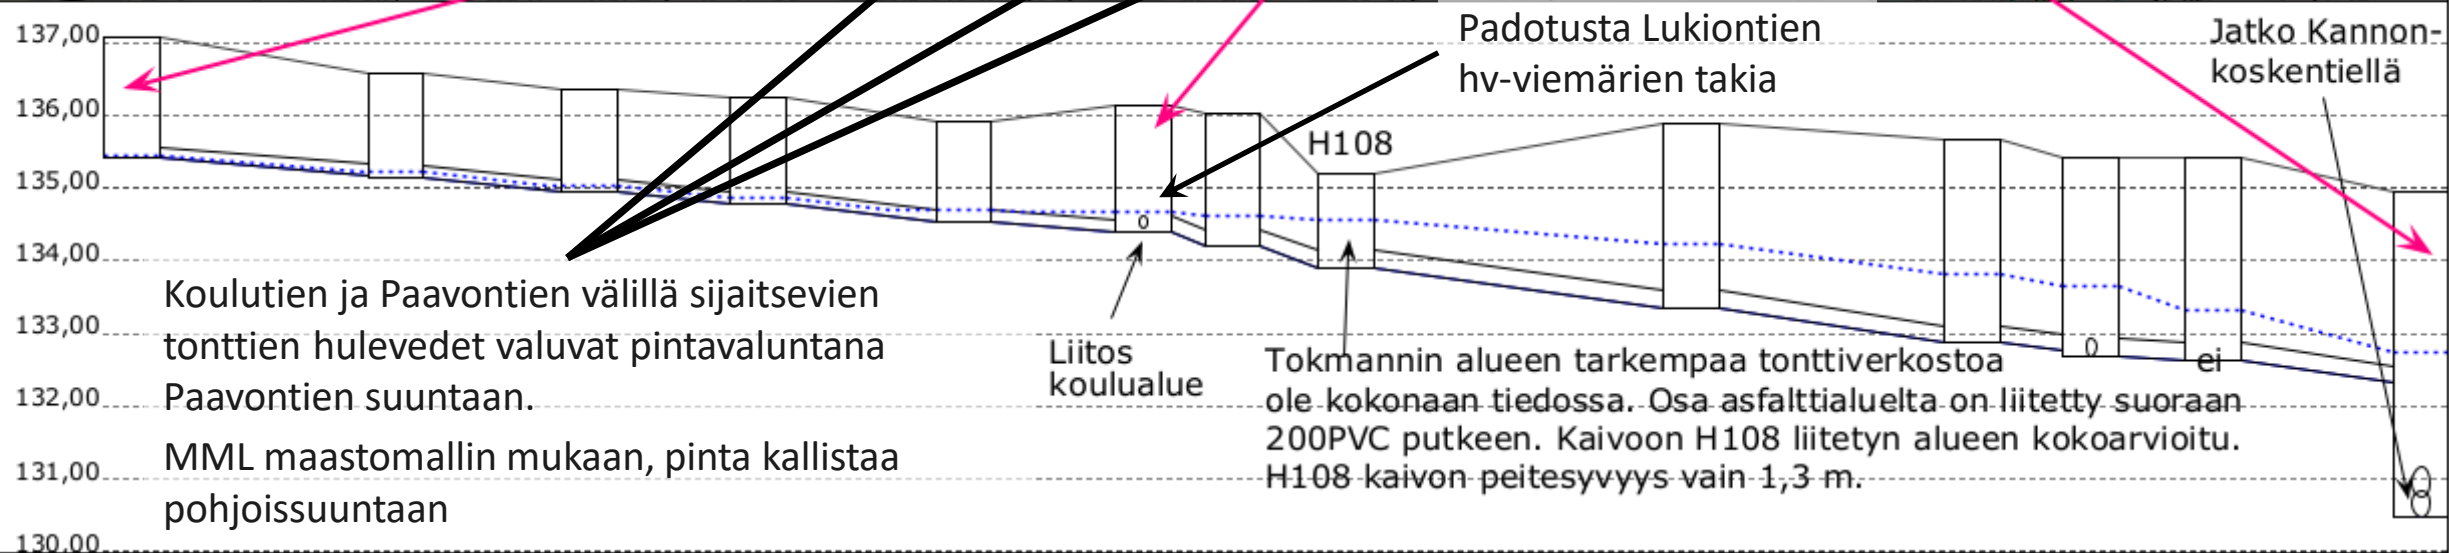 137,00
136,00
135,00
134,00
133,00
132,00
131,00
130,00
Padotusta Lukiontien
hv-viemärien takia
Jatko Kannon-
koskentiellä
H108
Koulutien ja Paavontien välillä sijaitsevien
tonttien hulevedet valuvat pintavaluntana
Paavontien suuntaan.
MML maastomallin mukaan, pinta kallistaa
pohjoissuuntaan
Liitos
koulualue
Tokmannin alueen tarkempaa tonttiverkostoa ei
ole kokonaan tiedossa. Osa asfalttialuelta on liitetty suoraan
200PVC putkeen. Kaivoon H108 liitetyn alueen kokoarvioitu.
H108 kaivon peitesyvyys vain 1,3 m.